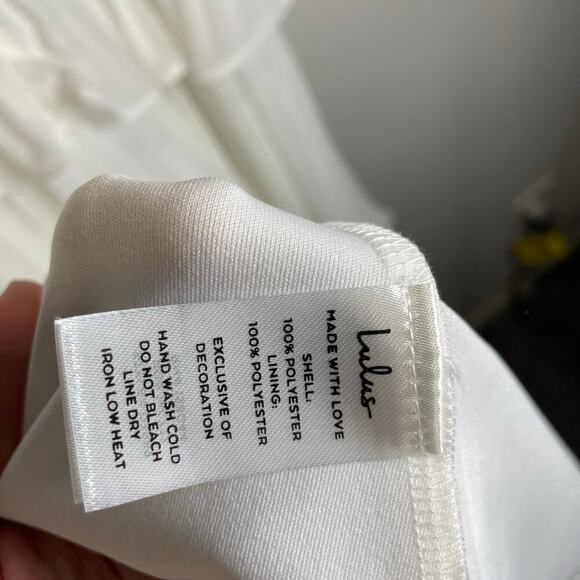 Lulus
MADE WITH LOVE
SHELL:
100% POLYESTER
LINING:
100% POLYESTER
EXCLUSIVE OF
DECORATION
HAND WASH COLD
DO NOT BLEACH
LINE DRY
IRON LOW HEAT